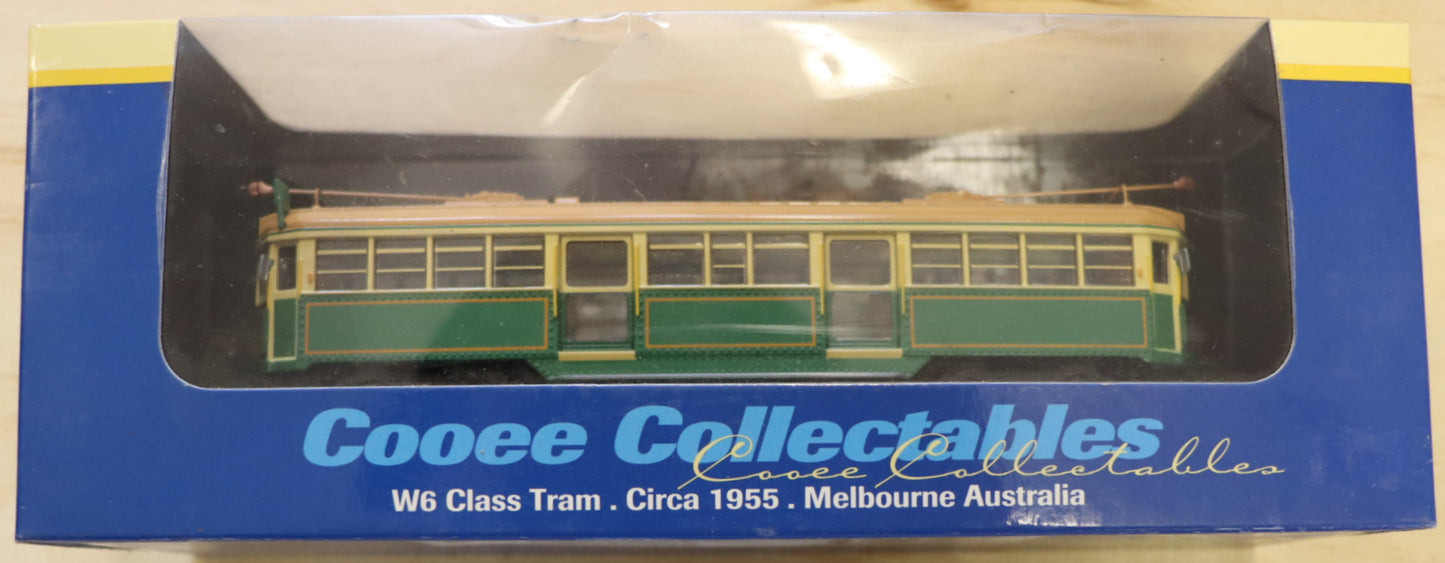 Cooee Collectables
Cooee Collectables
W6 Class Tram . Circa 1955 . Melbourne Australia